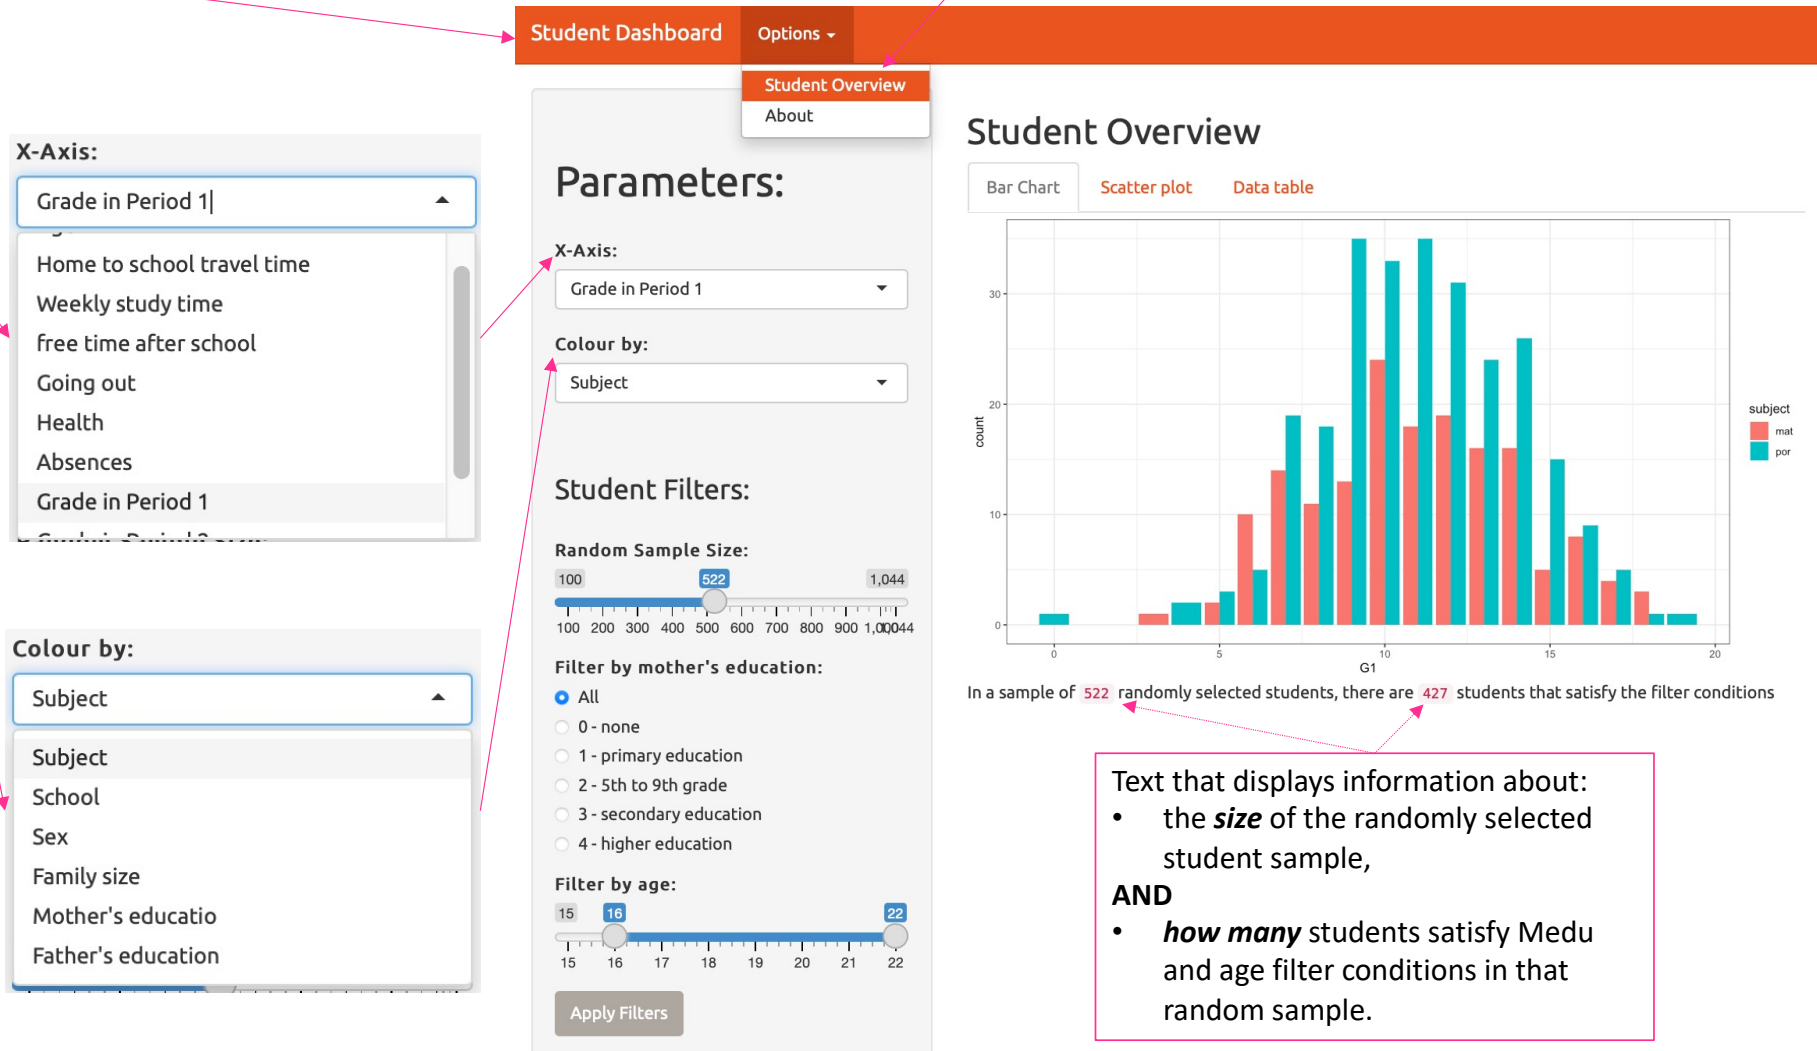 Student Dashboard
Options
Student Overview
About
X-Axis:
Grade in Period 1
Home to school travel time
Weekly study time
free time after school
Going out
Health
Absences
Grade in Period 1
Colour by:
Subject
Subject
School
Sex
Family size
Mother's educatio
Father's education
Parameters:
X-Axis:
Grade in Period 1
Colour by:
Subject
Student Filters:
Random Sample Size:
100 522 1,044
100 200 300 400 500 600 700 800 900 1,000 1,044
Filter by mother's education:
All
0 - none
1 - primary education
2 - 5th to 9th grade
3 - secondary education
4 - higher education
Filter by age:
15 16 22
15 16 17 18 19 20 21 22
Apply Filters
Student Overview
Bar Chart Scatter plot Data table
30
20
10
0
count
0 5 10 15 20
G1
subject
mat
por
In a sample of 522 randomly selected students, there are 427 students that satisfy the filter conditions
Text that displays information about:
• the size of the randomly selected
student sample,
AND
• how many students satisfy Medu
and age filter conditions in that
random sample.